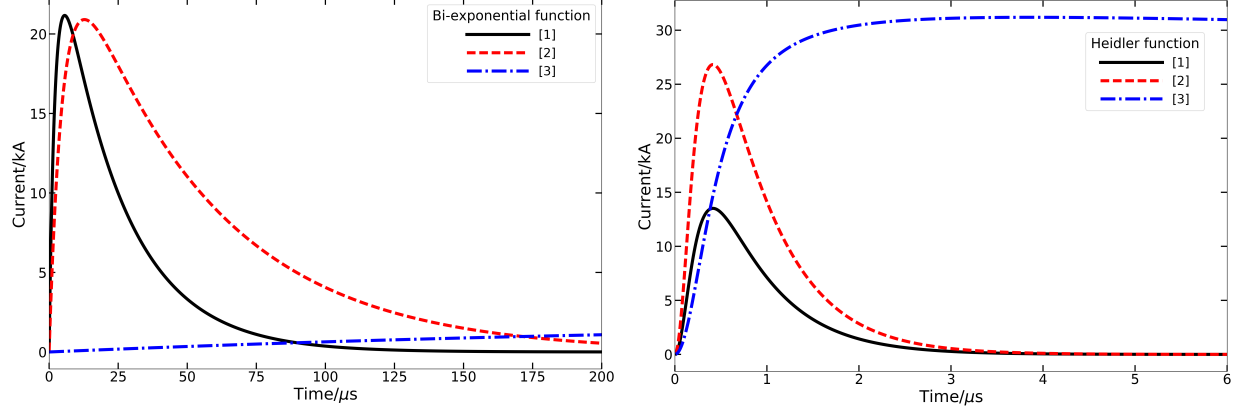 Bi-exponential function
[1]
[2]
[3]
20
15
10
5
0
Current/kA
0 25 50 75 100 125 150 175 200
Time/μs
Heidler function
[1]
[2]
[3]
30
25
20
15
10
5
0
Current/kA
0 1 2 3 4 5 6
Time/μs